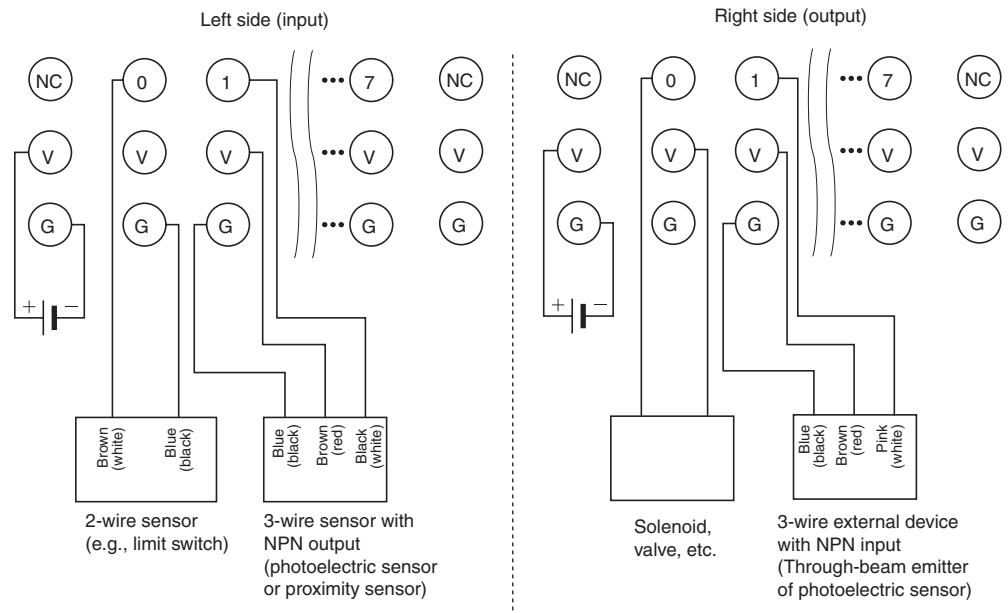 Left side (input)
NC 0 1 ••• 7 NC
V V V ••• V V
G G G ••• G G
+ −
Brown (white)
Blue (black)
Blue (black)
Brown (red)
Black (white)
2-wire sensor
(e.g., limit switch)
3-wire sensor with
NPN output
(photoelectric sensor
or proximity sensor)
Right side (output)
NC 0 1 ••• 7 NC
V V V ••• V V
G G G ••• G G
+ −
Blue (black)
Brown (red)
Pink (white)
Solenoid,
valve, etc.
3-wire external device
with NPN input
(Through-beam emitter
of photoelectric sensor)